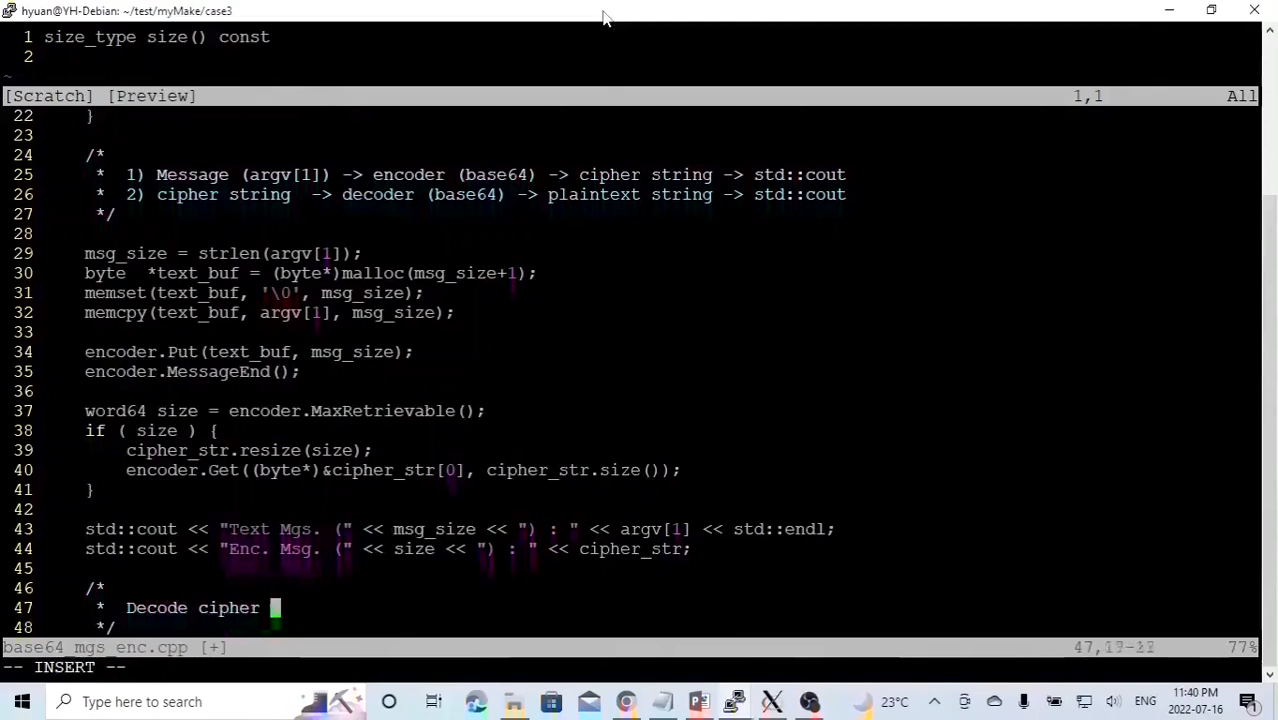 hyuan@YH-Debian: ~/test/myMake/case3
1 size_type size() const
2
~
[Scratch] [Preview] 1,1 All
22 }
23
24 /*
25 * 1) Message (argv[1]) -> encoder (base64) -> cipher string -> std::cout
26 * 2) cipher string -> decoder (base64) -> plaintext string -> std::cout
27 */
28
29 msg_size = strlen(argv[1]);
30 byte *text_buf = (byte*)malloc(msg_size+1);
31 memset(text_buf, '\0', msg_size);
32 memcpy(text_buf, argv[1], msg_size);
33
34 encoder.Put(text_buf, msg_size);
35 encoder.MessageEnd();
36
37 word64 size = encoder.MaxRetrievable();
38 if ( size ) {
39 cipher_str.resize(size);
40 encoder.Get((byte*)&cipher_str[0], cipher_str.size());
41 }
42
43 std::cout << "Text Mgs. (" << msg_size << ") : " << argv[1] << std::endl;
44 std::cout << "Enc. Msg. (" << size << ") : " << cipher_str;
45
46 /*
47 * Decode cipher
48 */
base64_mgs_enc.cpp [+] 77%
-- INSERT --
Type here to search
23°C
ENG
11:40 PM
2022-07-16
1